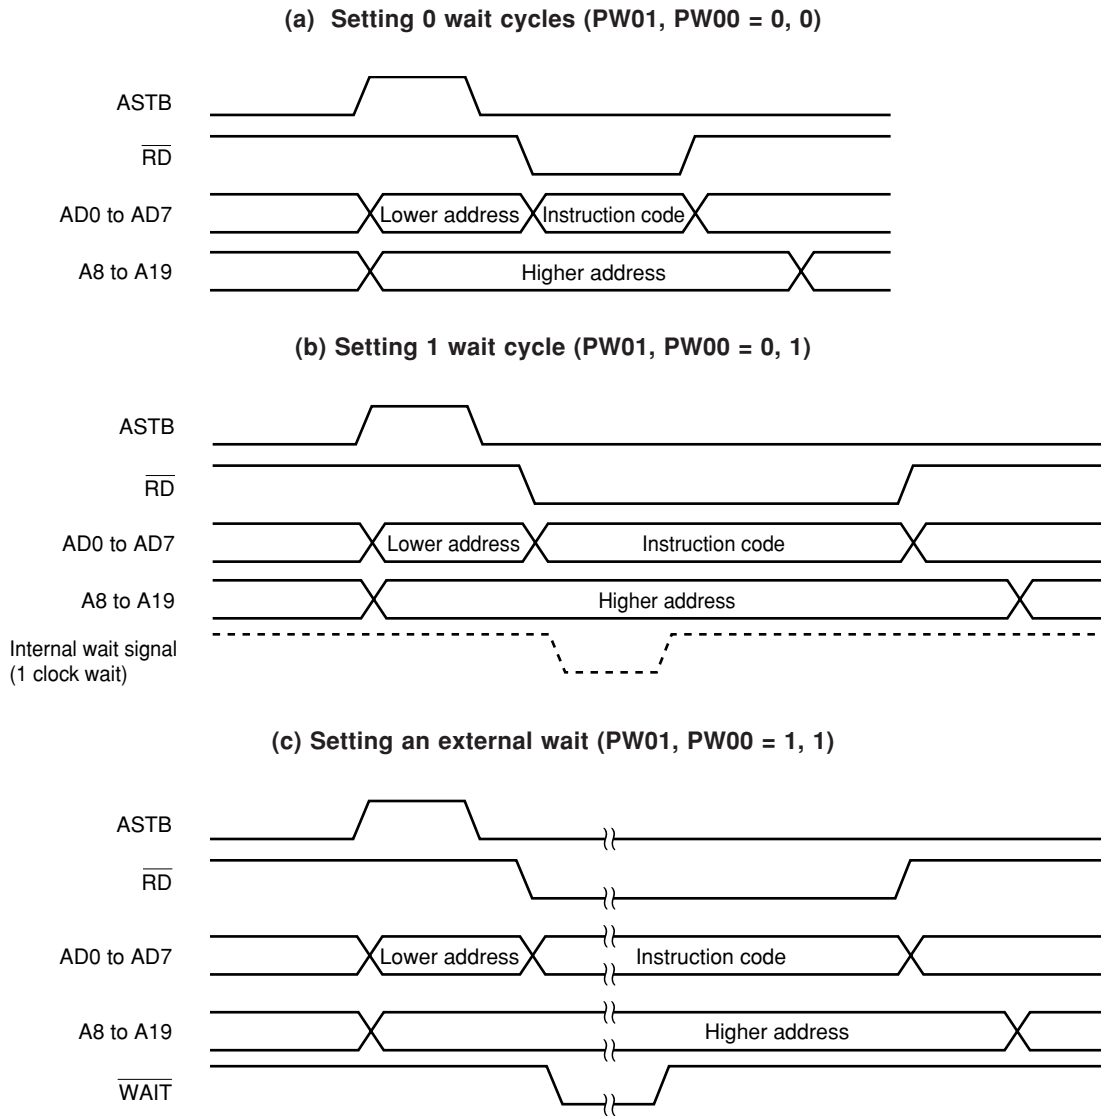 (a) Setting 0 wait cycles (PW01, PW00 = 0, 0)
ASTB
RD
AD0 to AD7
Lower address
Instruction code
A8 to A19
Higher address
(b) Setting 1 wait cycle (PW01, PW00 = 0, 1)
ASTB
RD
AD0 to AD7
Lower address
Instruction code
A8 to A19
Higher address
Internal wait signal
(1 clock wait)
(c) Setting an external wait (PW01, PW00 = 1, 1)
ASTB
RD
AD0 to AD7
Lower address
Instruction code
A8 to A19
Higher address
WAIT